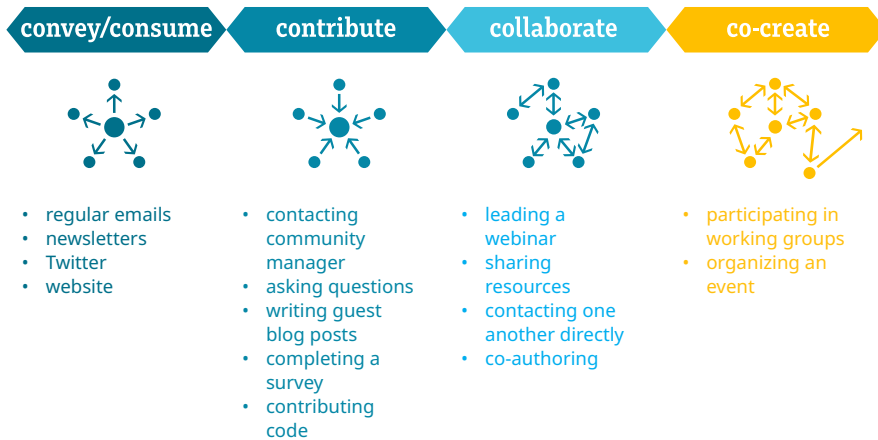 convey/consume
contribute
collaborate
co-create
• regular emails
• newsletters
• Twitter
• website
• contacting
community
manager
• asking questions
• writing guest
blog posts
• completing a
survey
• contributing
code
• leading a
webinar
• sharing
resources
• contacting one
another directly
• co-authoring
• participating in
working groups
• organizing an
event